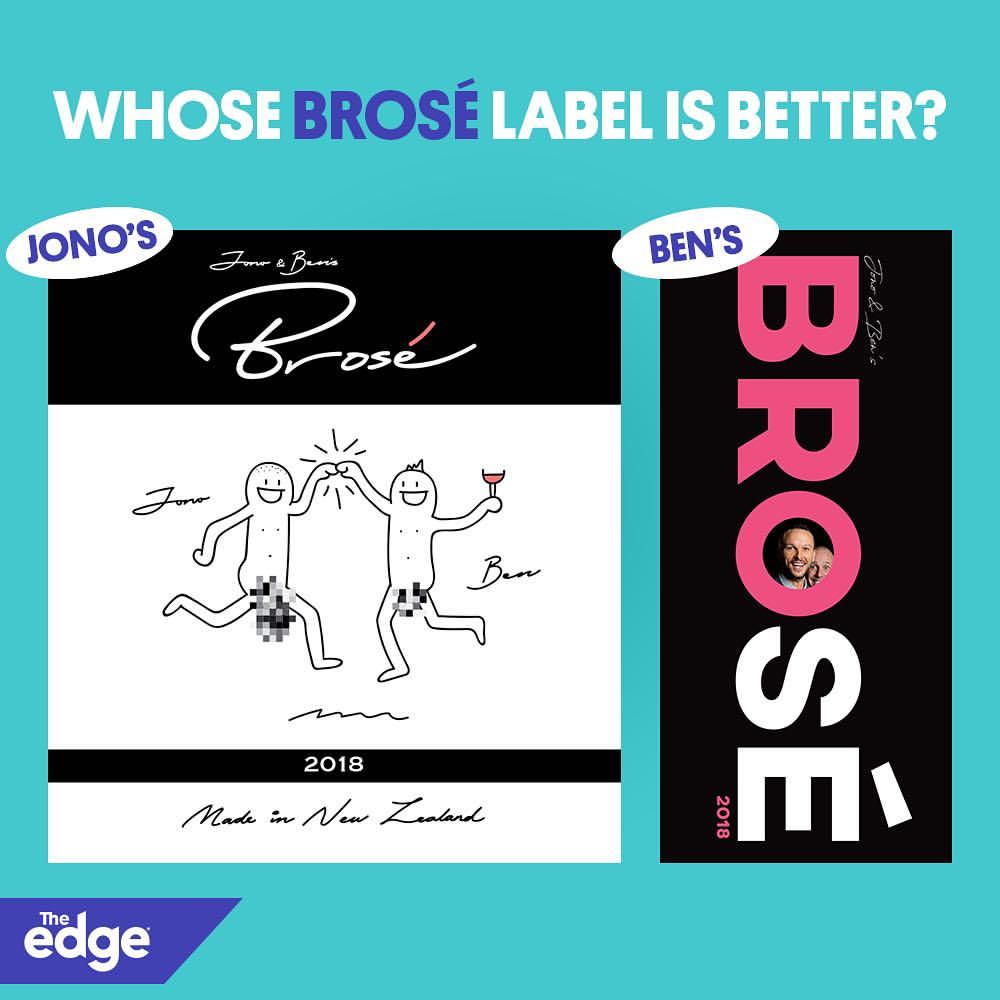 WHOSE BROSÉ LABEL IS BETTER?
JONO'S
Jono & Ben's
Brosé
Jono
Ben
2018
Made in New Zealand
BEN'S
Jono & Ben's
BROSÉ
2018
The
edge